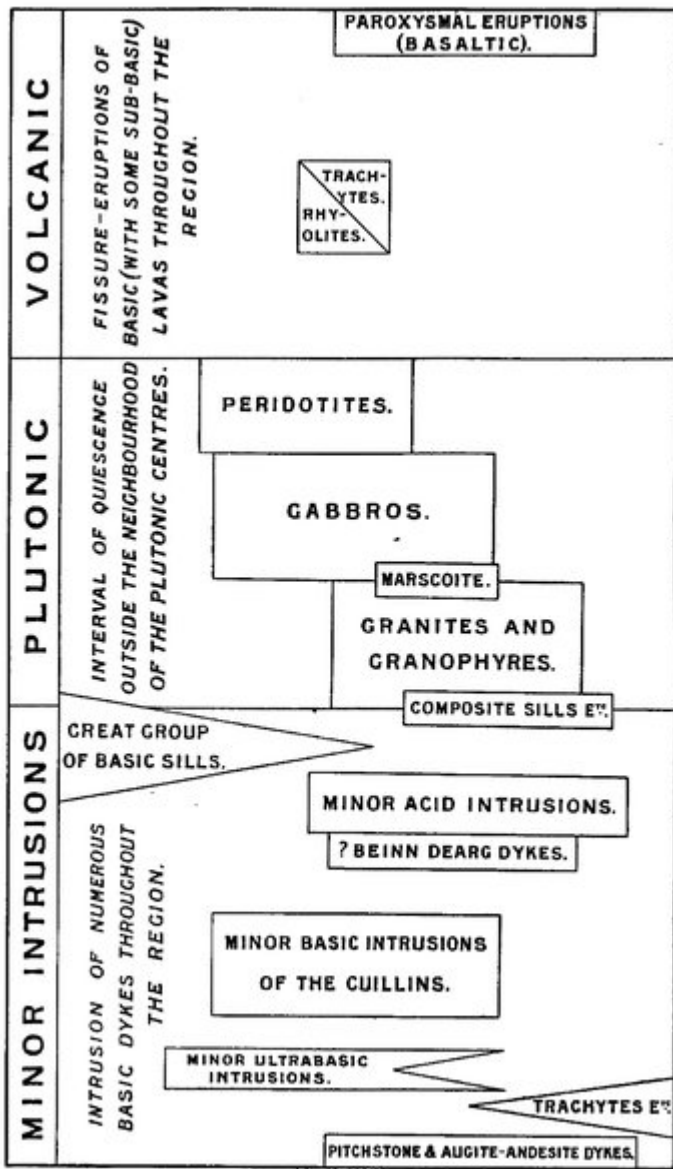 VOLCANIC
FISSURE-ERUPTIONS OF
BASIC (WITH SOME SUB-BASIC)
LAVAS THROUGHOUT THE
REGION.
PAROXYSMAL ERUPTIONS
(BASALTIC).
TRACH-
YTES.
RHY-
OLITES.
PLUTONIC
INTERVAL OF QUIESCENCE
OUTSIDE THE NEIGHBOURHOOD
OF THE PLUTONIC CENTRES.
PERIDOTITES.
GABBROS.
MARSCOITE.
GRANITES AND
GRANOPHYRES.
COMPOSITE SILLS Etc.
MINOR INTRUSIONS
GREAT GROUP
OF BASIC SILLS.
INTRUSION OF NUMEROUS
BASIC DYKES THROUGHOUT
THE REGION.
MINOR ACID INTRUSIONS.
? BEINN DEARG DYKES.
MINOR BASIC INTRUSIONS
OF THE CUILLINS.
MINOR ULTRABASIC
INTRUSIONS.
TRACHYTES Etc.
PITCHSTONE & AUGITE-ANDESITE DYKES.